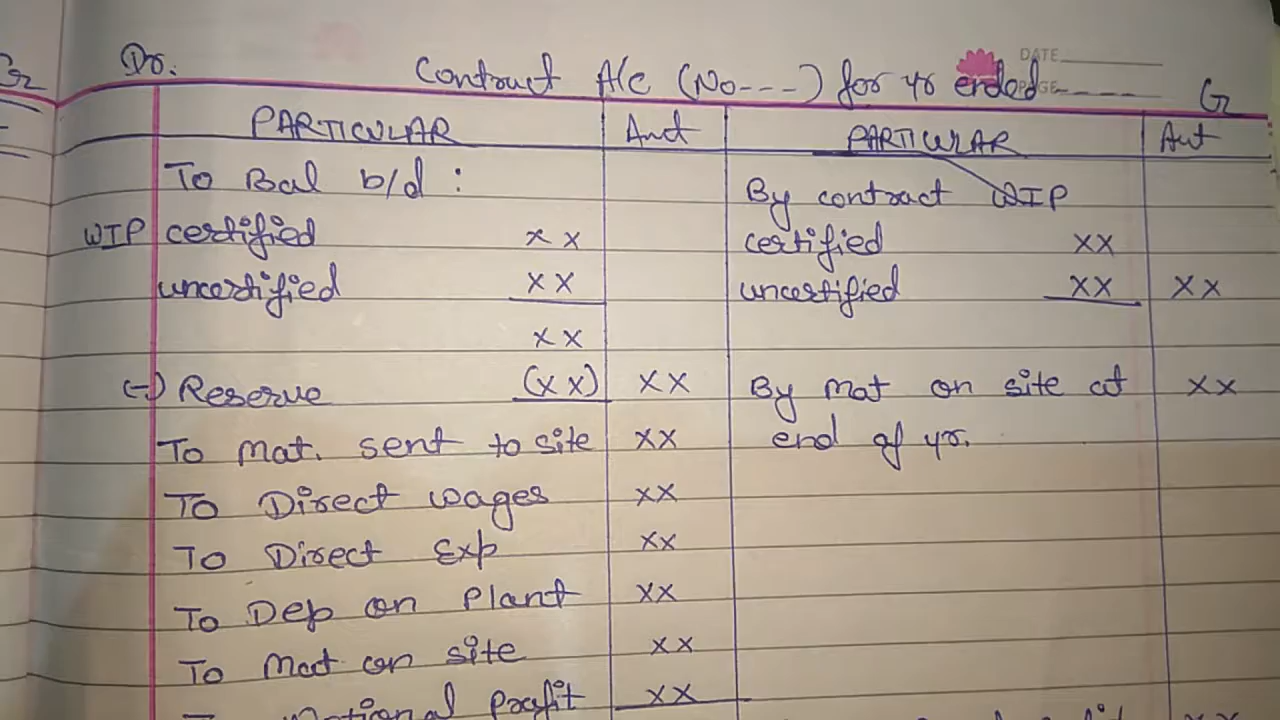 DATE
Dr. Contract A/c (No---) for yr ended-----
Cr
PARTICULAR Amt PARTICULAR Amt
To Bal b/d :
By contract WIP
WIP certified xx
certified xx
uncertified xx
uncertified xx xx
xx
(-) Reserve (xx) xx
By Mat on site at xx
end of yr.
To Mat. sent to site xx
To Direct wages xx
To Direct Exp xx
To Dep on Plant xx
To Mat on site xx
Notional Profit xx